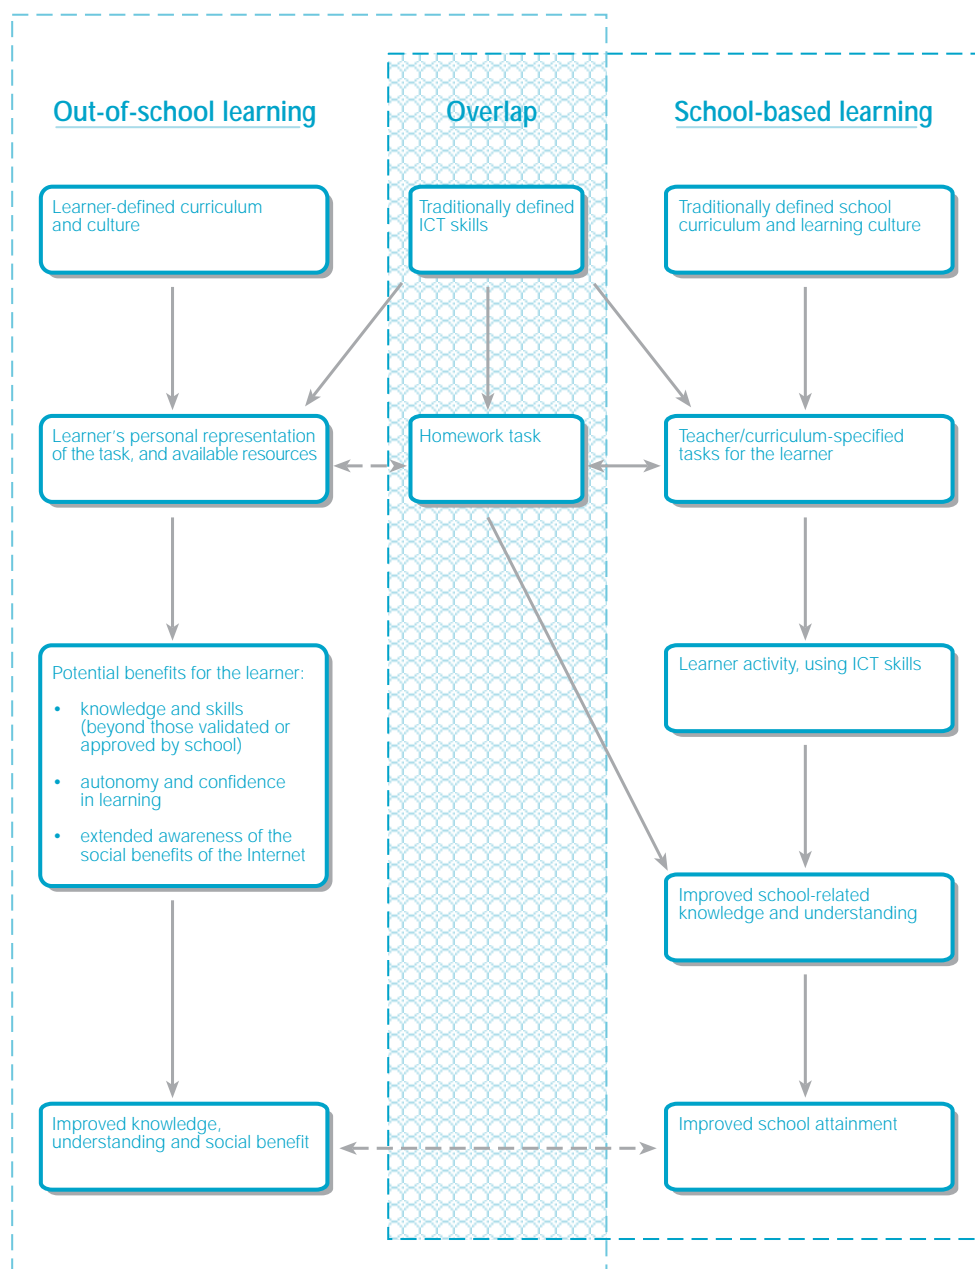 Out-of-school learning
Overlap
School-based learning
Learner-defined curriculum
and culture
Traditionally defined
ICT skills
Traditionally defined school
curriculum and learning culture
Learner's personal representation
of the task, and available resources
Homework task
Teacher/curriculum-specified
tasks for the learner
Potential benefits for the learner:
• knowledge and skills
(beyond those validated or
approved by school)
• autonomy and confidence
in learning
• extended awareness of the
social benefits of the Internet
Learner activity, using ICT skills
Improved school-related
knowledge and understanding
Improved knowledge,
understanding and social benefit
Improved school attainment